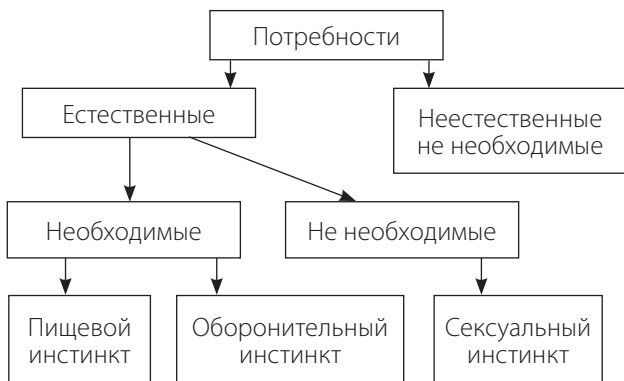 Потребности
Естественные
Неестественные
не необходимые
Необходимые
Не необходимые
Пищевой
инстинкт
Оборонительный
инстинкт
Сексуальный
инстинкт